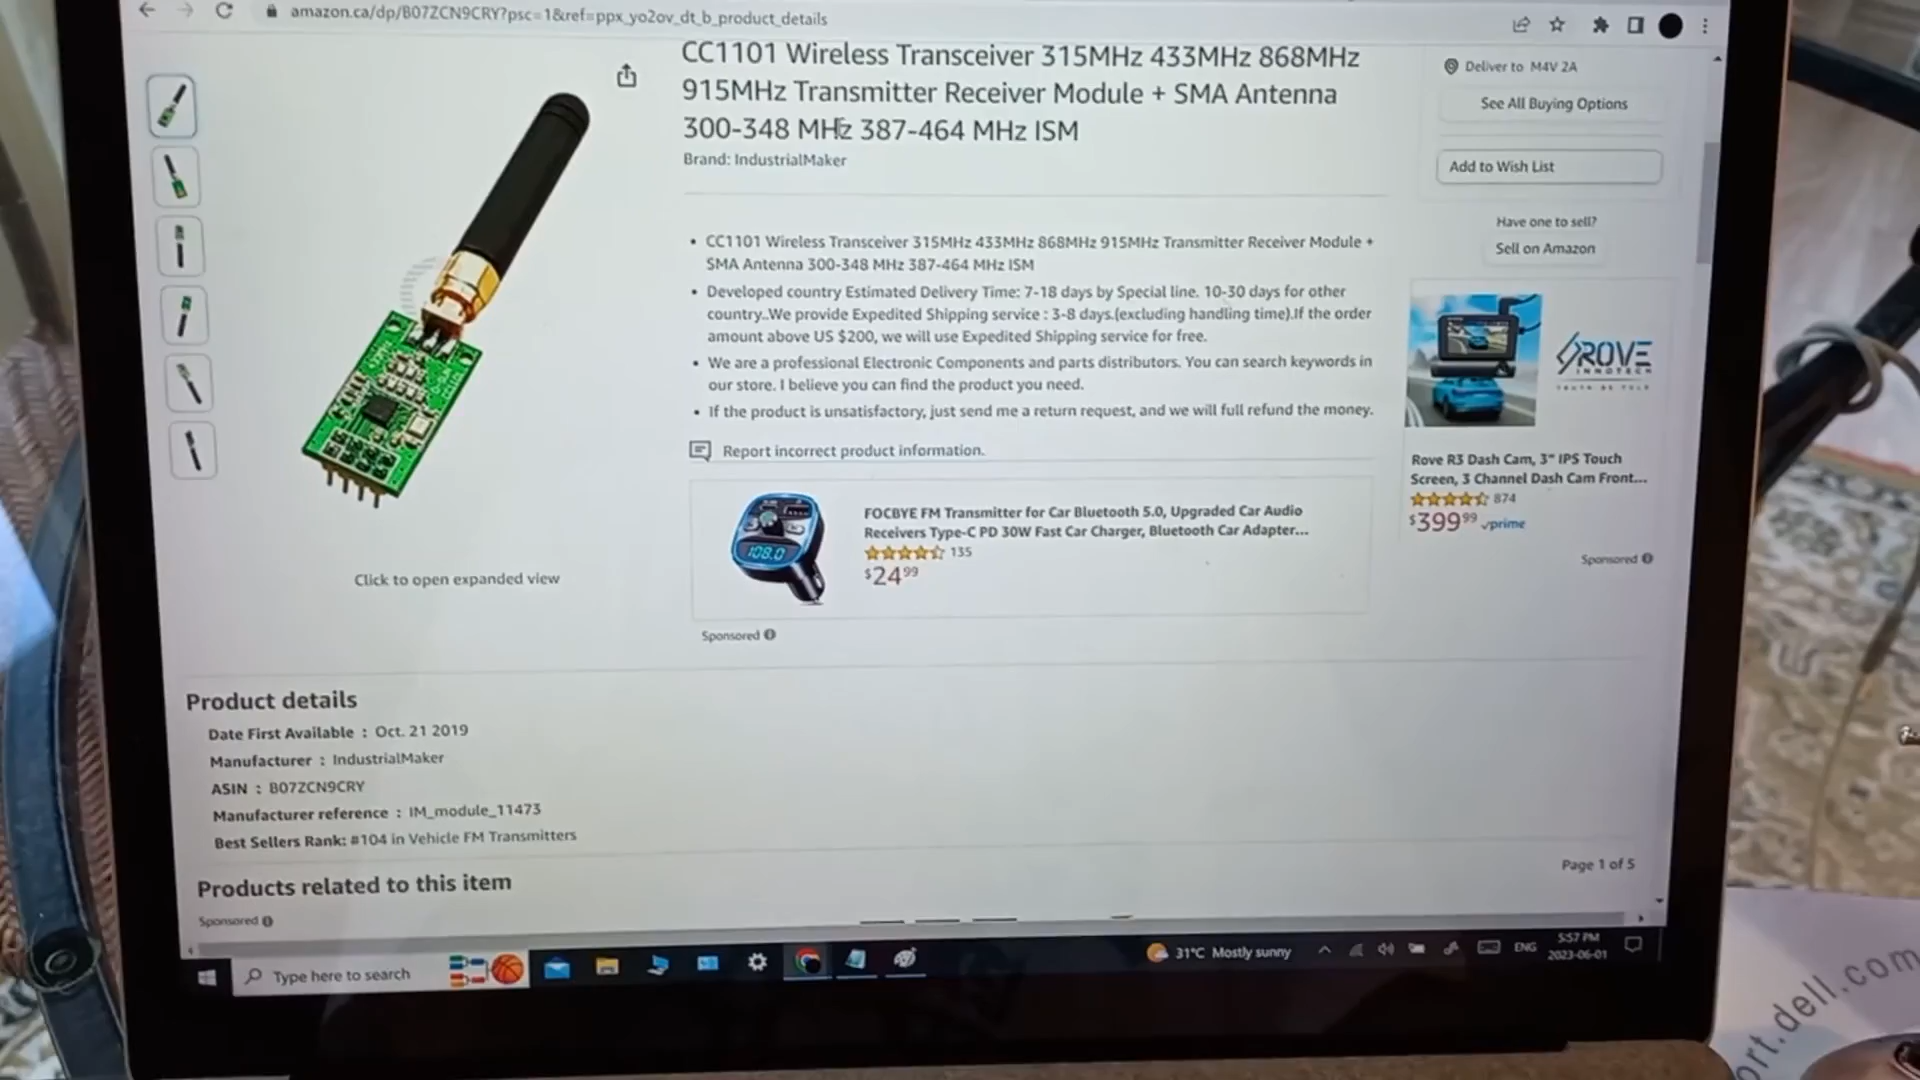 amazon.ca/dp/B07ZCN9CRY?psc=1&ref=ppx_yo2ov_dt_b_product_details
CC1101 Wireless Transceiver 315MHz 433MHz 868MHz
915MHz Transmitter Receiver Module + SMA Antenna
300-348 MHz 387-464 MHz ISM
Brand: IndustrialMaker
Deliver to M4V 2A
See All Buying Options
Add to Wish List
Have one to sell?
Sell on Amazon
• CC1101 Wireless Transceiver 315MHz 433MHz 868MHz 915MHz Transmitter Receiver Module +
SMA Antenna 300-348 MHz 387-464 MHz ISM
• Developed country Estimated Delivery Time: 7-18 days by Special line. 10-30 days for other
country..We provide Expedited Shipping service : 3-8 days.(excluding handling time).If the order
amount above US $200, we will use Expedited Shipping service for free.
• We are a professional Electronic Components and parts distributors. You can search keywords in
our store. I believe you can find the product you need.
• If the product is unsatisfactory, just send me a return request, and we will full refund the money.
Report incorrect product information.
ROVE
Rove R3 Dash Cam, 3" IPS Touch
Screen, 3 Channel Dash Cam Front...
874
$399.99 prime
Sponsored
108.0
FOCBYE FM Transmitter for Car Bluetooth 5.0, Upgraded Car Audio
Receivers Type-C PD 30W Fast Car Charger, Bluetooth Car Adapter...
135
$24.99
Sponsored
Click to open expanded view
Product details
Date First Available : Oct. 21 2019
Manufacturer : IndustrialMaker
ASIN : B07ZCN9CRY
Manufacturer reference : IM_module_11473
Best Sellers Rank: #104 in Vehicle FM Transmitters
Products related to this item
Page 1 of 5
Sponsored
Type here to search
31°C Mostly sunny
ENG
5:57 PM
2023-06-01
ort.dell.com